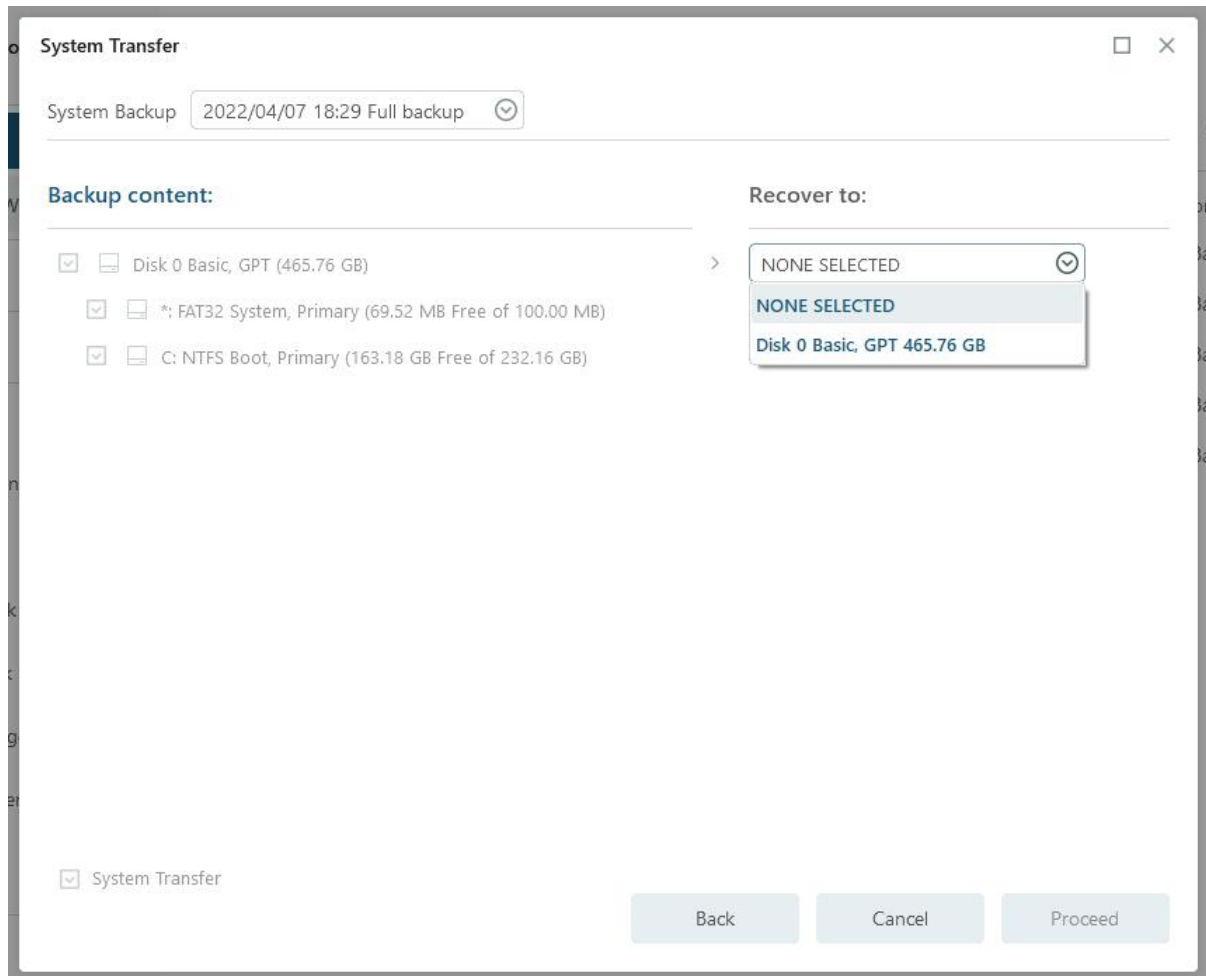 System Transfer
System Backup 2022/04/07 18:29 Full backup
Backup content:
Recover to:
Disk 0 Basic, GPT (465.76 GB)
NONE SELECTED
NONE SELECTED
*: FAT32 System, Primary (69.52 MB Free of 100.00 MB)
Disk 0 Basic, GPT 465.76 GB
C: NTFS Boot, Primary (163.18 GB Free of 232.16 GB)
System Transfer
Back
Cancel
Proceed